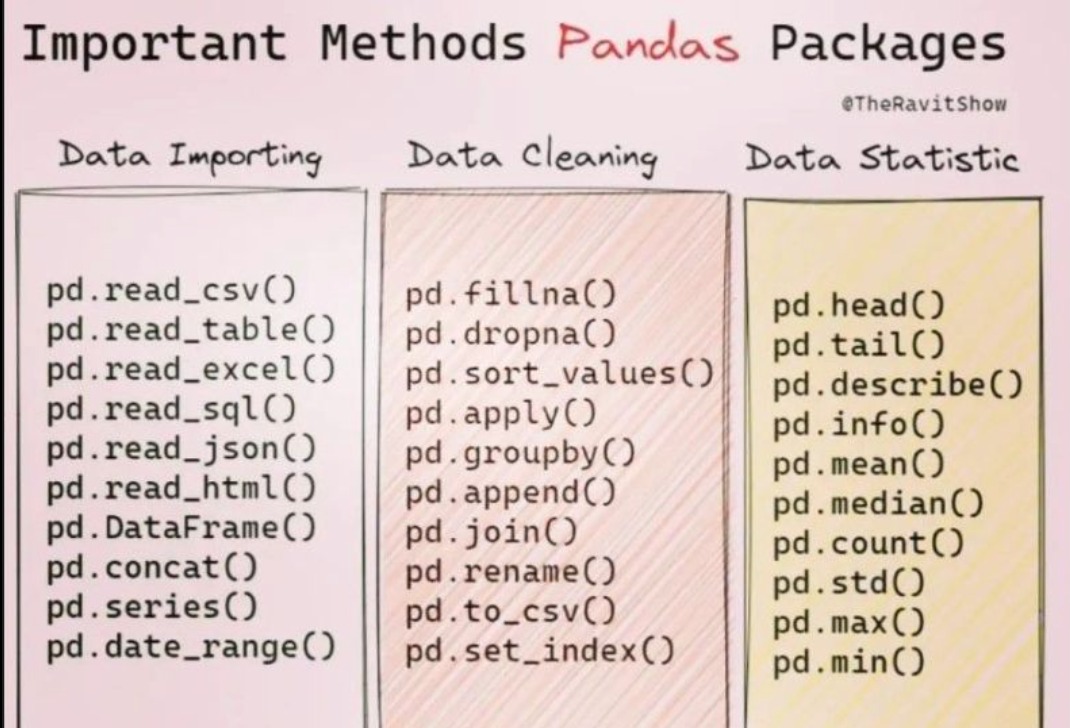 Important Methods Pandas Packages
@TheRavitShow
Data Importing
pd.read_csv()
pd.read_table()
pd.read_excel()
pd.read_sql()
pd.read_json()
pd.read_html()
pd.DataFrame()
pd.concat()
pd.series()
pd.date_range()
Data Cleaning
pd.fillna()
pd.dropna()
pd.sort_values()
pd.apply()
pd.groupby()
pd.append()
pd.join()
pd.rename()
pd.to_csv()
pd.set_index()
Data Statistic
pd.head()
pd.tail()
pd.describe()
pd.info()
pd.mean()
pd.median()
pd.count()
pd.std()
pd.max()
pd.min()